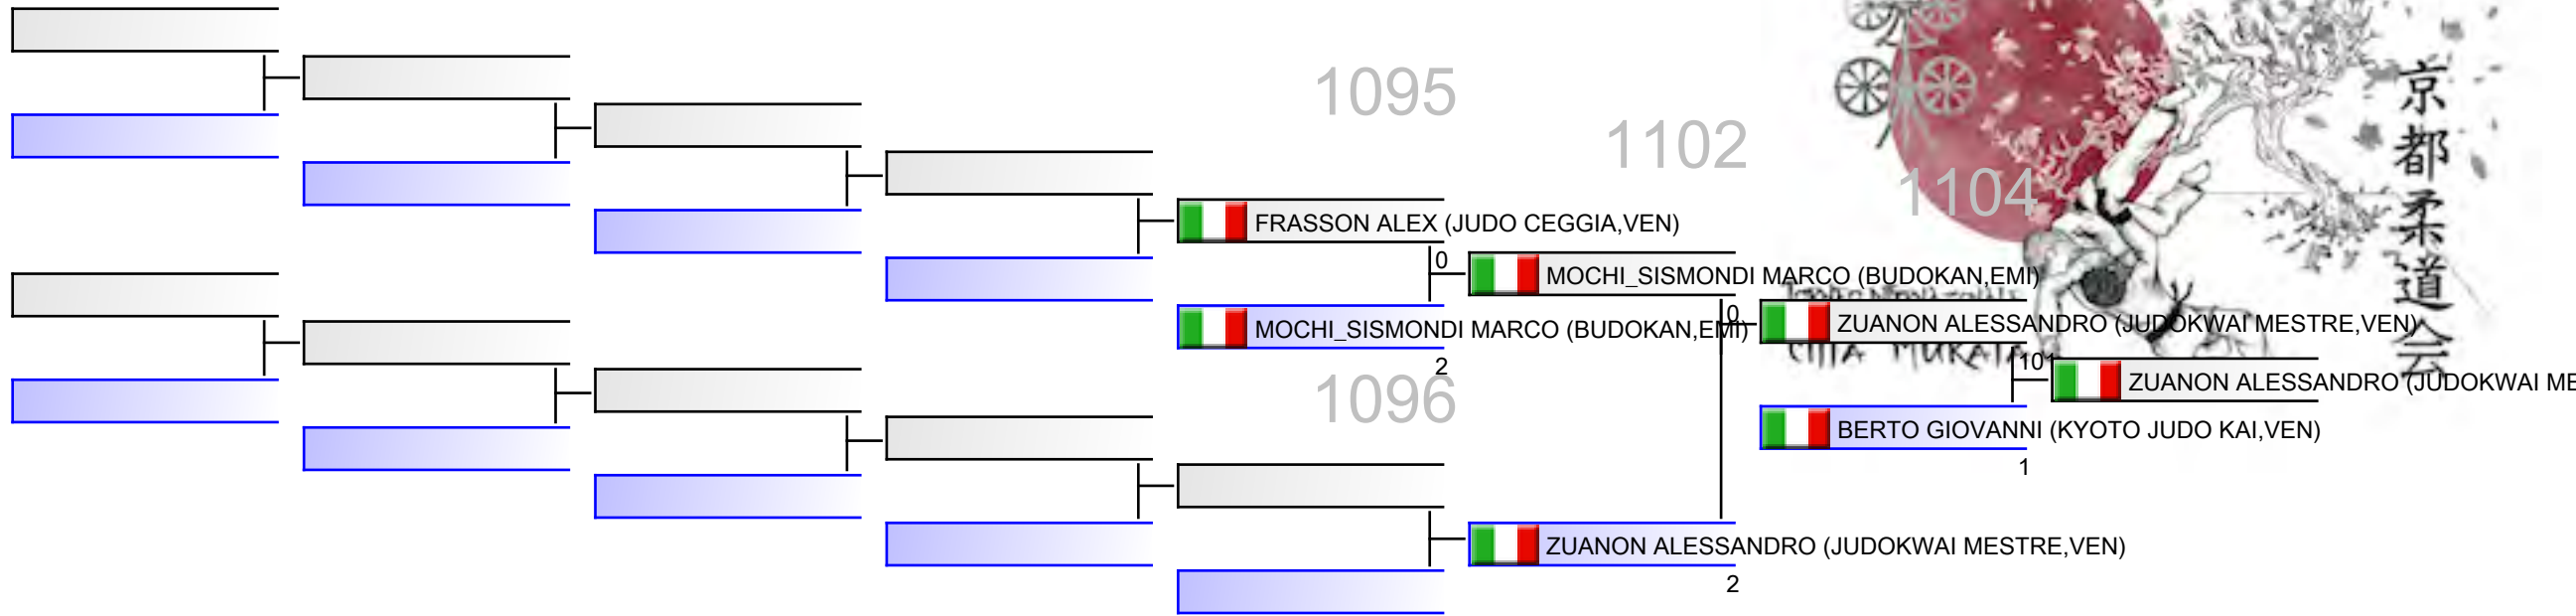 1095
1102
1104
FRASSON ALEX (JUDO CEGGIA,VEN)
0
MOCHI_SISMONDI MARCO (BUDOKAN,EMI)
MOCHI_SISMONDI MARCO (BUDOKAN,EMI)
2
0
ZUANON ALESSANDRO (JUDOKWAI MESTRE,VEN)
101
ZUANON ALESSANDRO (JUDOKWAI ME
BERTO GIOVANNI (KYOTO JUDO KAI,VEN)
1
1096
ZUANON ALESSANDRO (JUDOKWAI MESTRE,VEN)
2
京都柔道会
MURATA